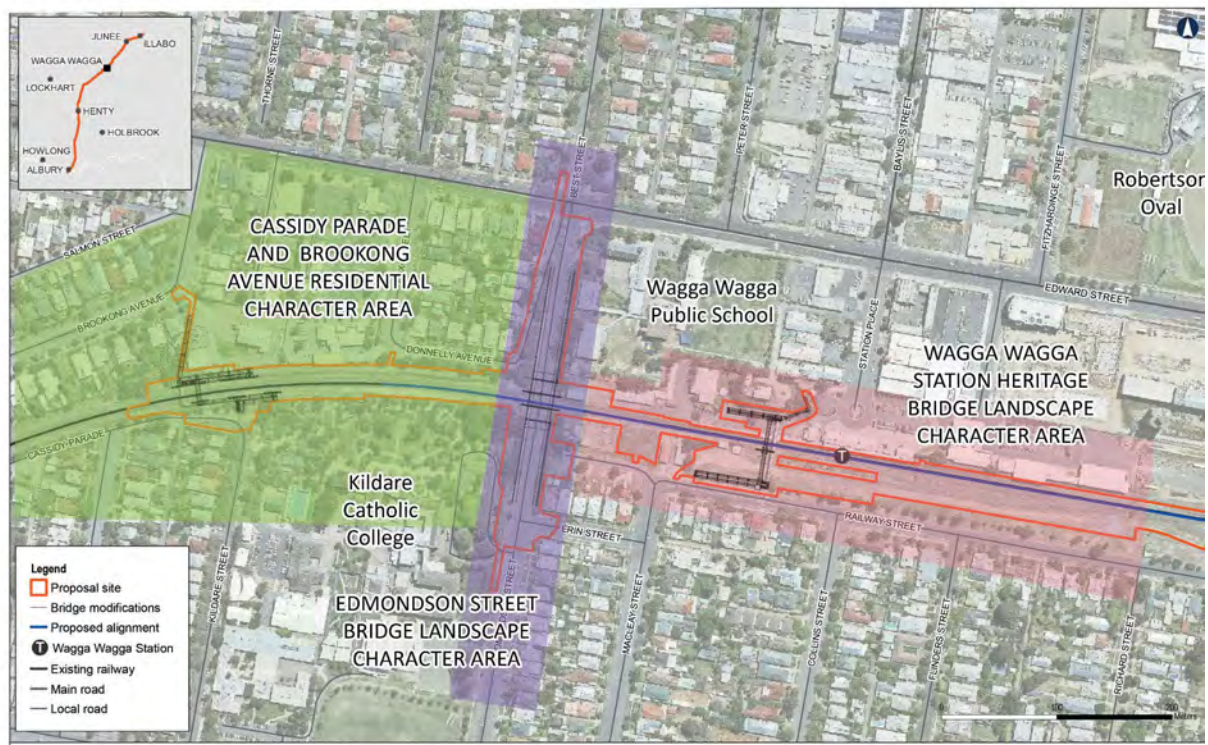 JUNEE
ILLABO
WAGGA WAGGA
LOCKHART
HENTY
HOLBROOK
HOWLONG
ALBURY
THORNE STREET
BEST STREET
PETER STREET
BAYLIS STREET
FITZHARDINGE STREET
Robertson
Oval
SALMON STREET
CASSIDY PARADE
AND BROOKONG
AVENUE RESIDENTIAL
CHARACTER AREA
Wagga Wagga
Public School
EDWARD STREET
STATION PLACE
BROOKONG AVENUE
DONNELLY AVENUE
WAGGA WAGGA
STATION HERITAGE
BRIDGE LANDSCAPE
CHARACTER AREA
T
CASSIDY PARADE
Kildare
Catholic
College
ERIN STREET
RAILWAY STREET
KILDARE STREET
EDMONDSON STREET
BRIDGE LANDSCAPE
CHARACTER AREA
MACLEAY STREET
COLLINS STREET
FLINDERS STREET
RICHARD STREET
Legend
Proposal site
Bridge modifications
Proposed alignment
T Wagga Wagga Station
Existing railway
Main road
Local road
0 100 200
Meters